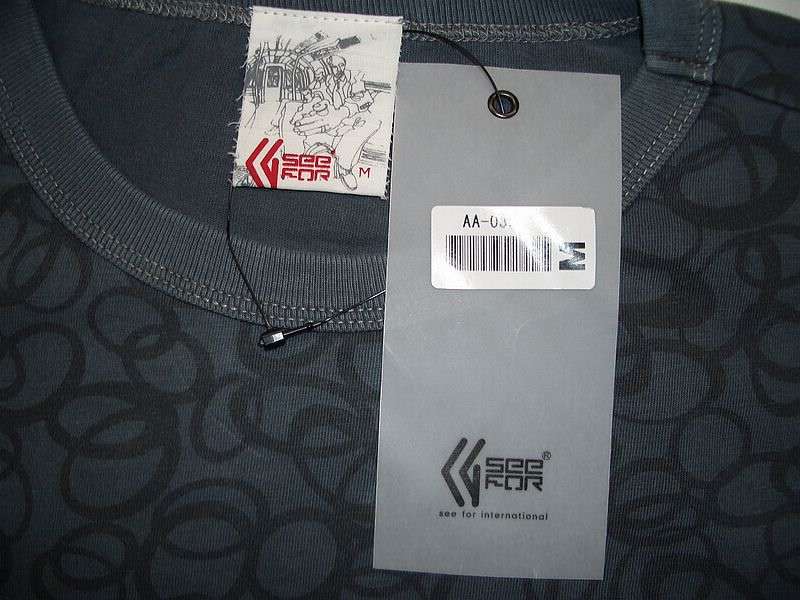 see
FOR
M
AA-03
M
see
FOR®
see for international